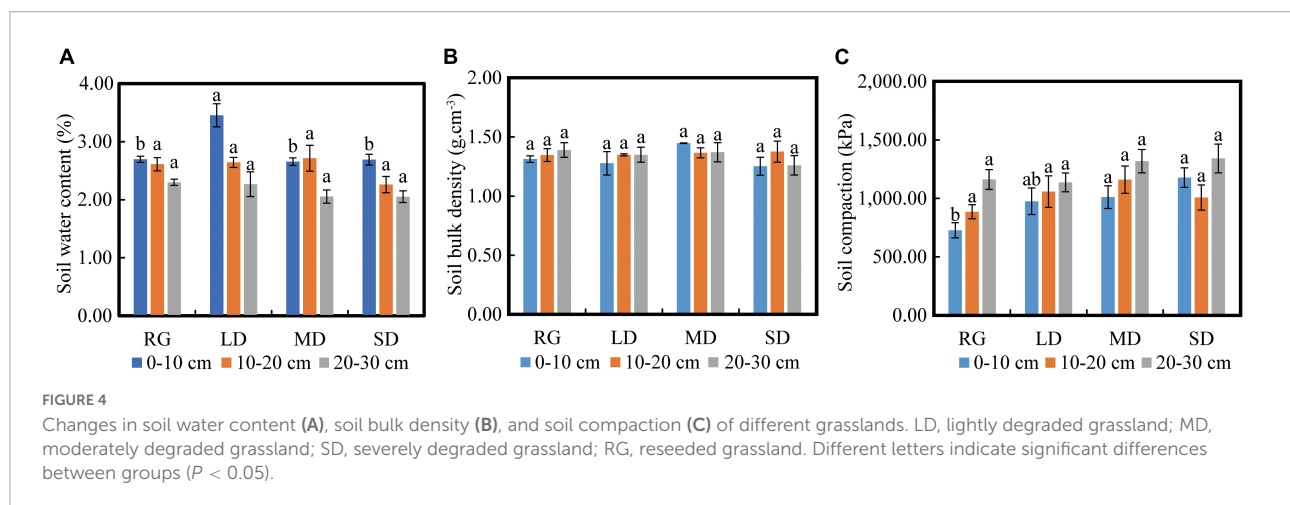 A
Soil water content (%)
4.00
3.00
2.00
1.00
0.00
b a a
a a a
b a a
b a a
RG LD MD SD
0-10 cm 10-20 cm 20-30 cm
B
Soil bulk density (g.cm-3)
2.00
1.50
1.00
0.50
0.00
a a a
a a a
a a a
a a a
RG LD MD SD
0-10 cm 10-20 cm 20-30 cm
C
Soil compaction (kPa)
2,000.00
1,500.00
1,000.00
500.00
0.00
b a a
ab a a
a a a
a a a
RG LD MD SD
0-10 cm 10-20 cm 20-30 cm
FIGURE 4
Changes in soil water content (A), soil bulk density (B), and soil compaction (C) of different grasslands. LD, lightly degraded grassland; MD,
moderately degraded grassland; SD, severely degraded grassland; RG, reseeded grassland. Different letters indicate significant differences
between groups (P < 0.05).